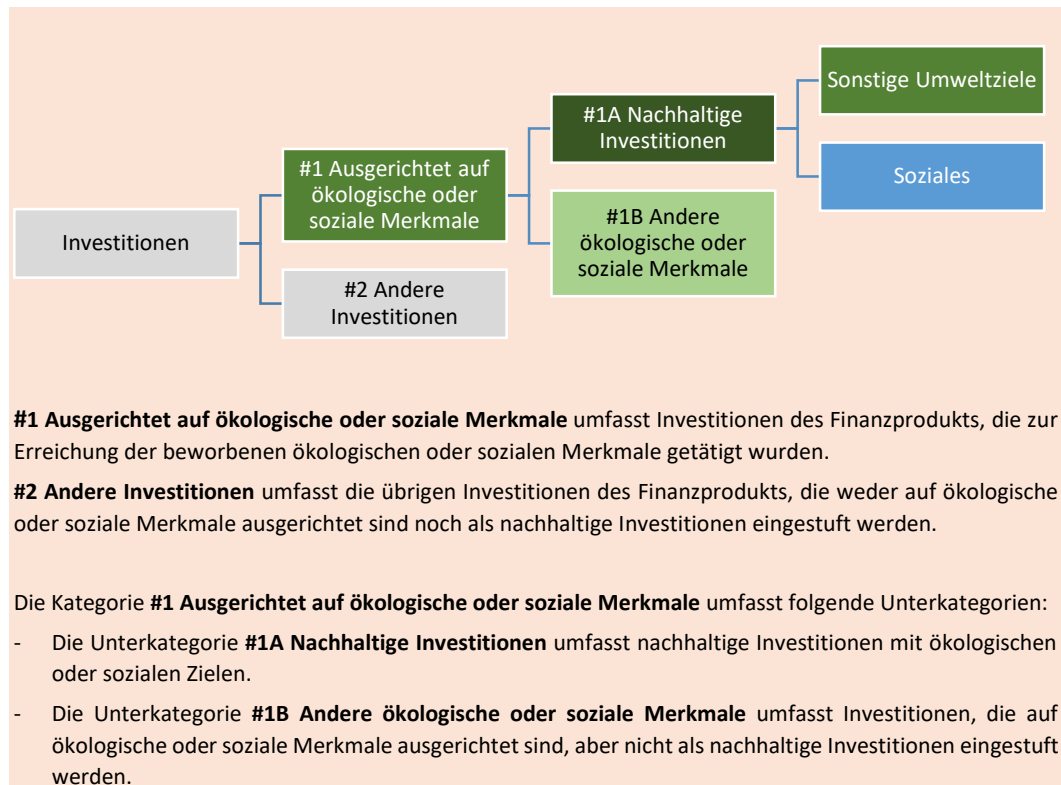 Sonstige Umweltziele
#1A Nachhaltige
Investitionen
#1 Ausgerichtet auf
ökologische oder
soziale Merkmale
Soziales
#1B Andere
ökologische oder
soziale Merkmale
Investitionen
#2 Andere
Investitionen
#1 Ausgerichtet auf ökologische oder soziale Merkmale umfasst Investitionen des Finanzprodukts, die zur
Erreichung der beworbenen ökologischen oder sozialen Merkmale getätigt wurden.
#2 Andere Investitionen umfasst die übrigen Investitionen des Finanzprodukts, die weder auf ökologische
oder soziale Merkmale ausgerichtet sind noch als nachhaltige Investitionen eingestuft werden.
Die Kategorie #1 Ausgerichtet auf ökologische oder soziale Merkmale umfasst folgende Unterkategorien:
- Die Unterkategorie #1A Nachhaltige Investitionen umfasst nachhaltige Investitionen mit ökologischen
oder sozialen Zielen.
- Die Unterkategorie #1B Andere ökologische oder soziale Merkmale umfasst Investitionen, die auf
ökologische oder soziale Merkmale ausgerichtet sind, aber nicht als nachhaltige Investitionen eingestuft
werden.